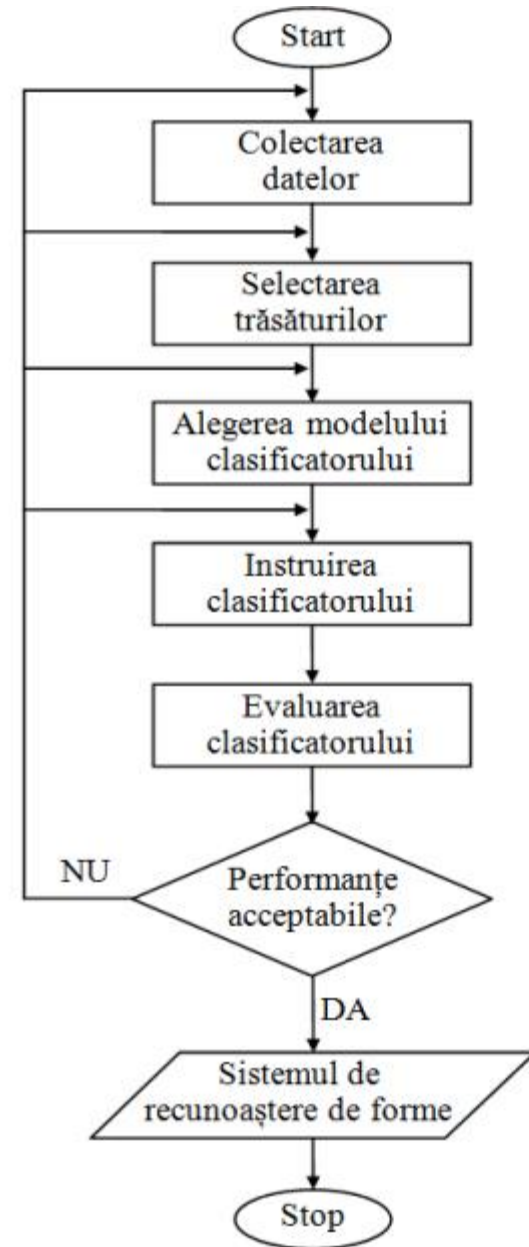 Start
Colectarea
datelor
Selectarea
trăsăturilor
Alegerea modelului
clasificatorului
Instruirea
clasificatorului
Evaluarea
clasificatorului
NU
Performanțe
acceptabile?
DA
Sistemul de
recunoaștere de forme
Stop